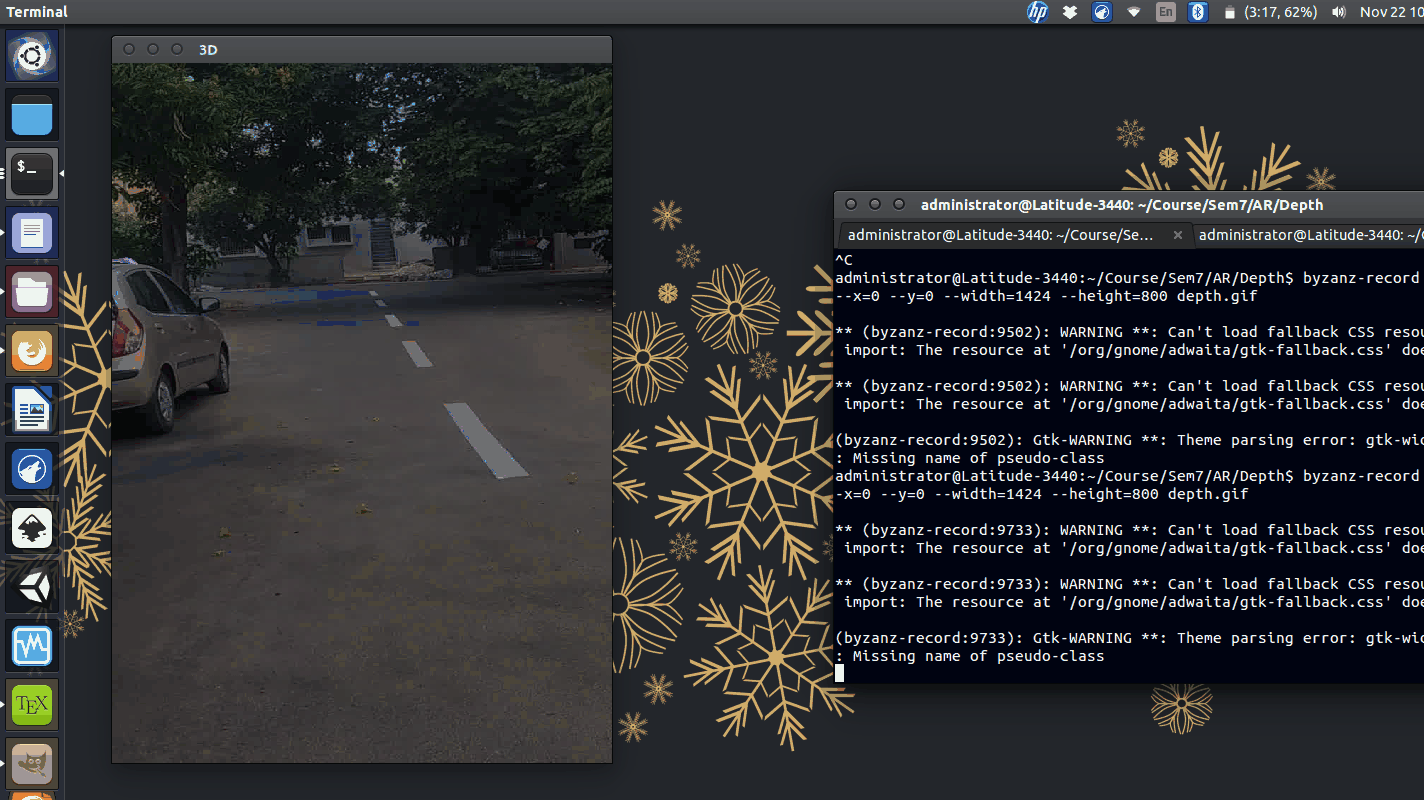 Terminal
hp
En
(3:17, 62%)
Nov 22 10
3D
$
TEX
administrator@Latitude-3440: ~/Course/Sem7/AR/Depth
administrator@Latitude-3440: ~/Course/Se... × administrator@Latitude-3440: ~/C
^C
administrator@Latitude-3440:~/Course/Sem7/AR/Depth$ byzanz-record
--x=0 --y=0 --width=1424 --height=800 depth.gif
** (byzanz-record:9502): WARNING **: Can't load fallback CSS resou
import: The resource at '/org/gnome/adwaita/gtk-fallback.css' doe
** (byzanz-record:9502): WARNING **: Can't load fallback CSS resou
import: The resource at '/org/gnome/adwaita/gtk-fallback.css' doe
(byzanz-record:9502): Gtk-WARNING **: Theme parsing error: gtk-wid
: Missing name of pseudo-class
administrator@Latitude-3440:~/Course/Sem7/AR/Depth$ byzanz-record
-x=0 --y=0 --width=1424 --height=800 depth.gif
** (byzanz-record:9733): WARNING **: Can't load fallback CSS resou
import: The resource at '/org/gnome/adwaita/gtk-fallback.css' doe
** (byzanz-record:9733): WARNING **: Can't load fallback CSS resou
import: The resource at '/org/gnome/adwaita/gtk-fallback.css' doe
(byzanz-record:9733): Gtk-WARNING **: Theme parsing error: gtk-wid
: Missing name of pseudo-class